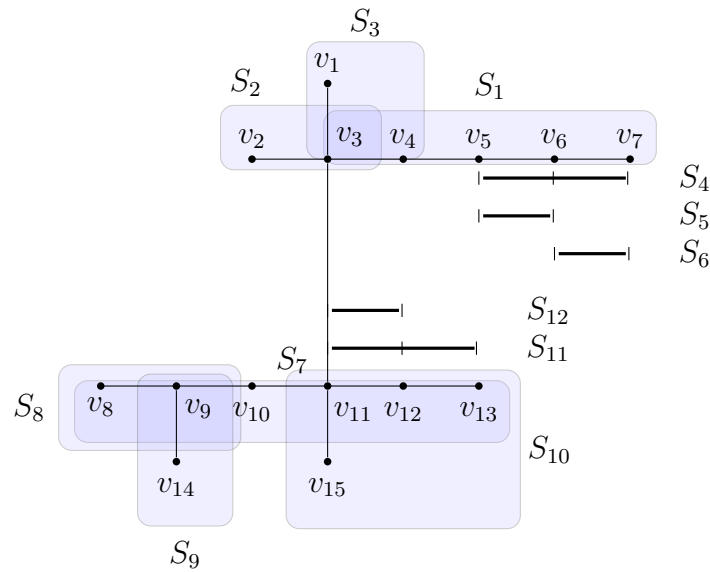 S₃
v₁
S₂ S₁
v₂ v₃ v₄ v₅ v₆ v₇
S₄
S₅
S₆
S₁₂
S₁₁
S₇
S₈ v₈ v₉ v₁₀ v₁₁ v₁₂ v₁₃
S₁₀
v₁₄ v₁₅
S₉